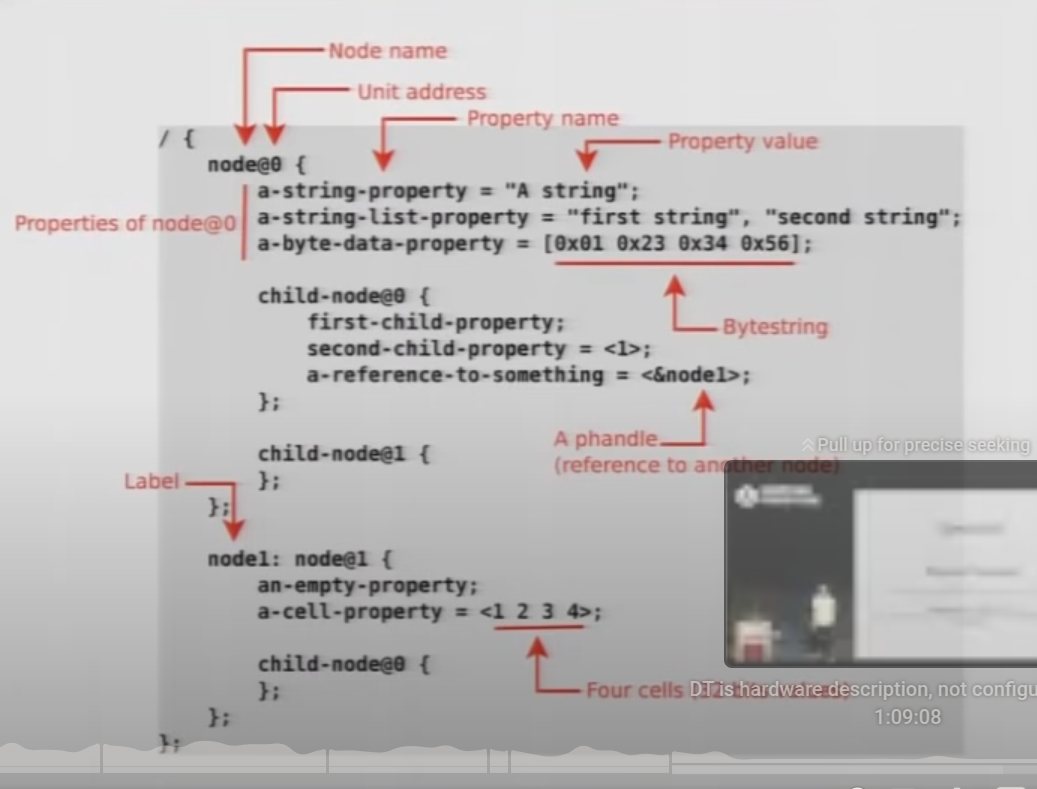 Node name
Unit address
Property name
Property value
/ {
node@0 {
Properties of node@0
a-string-property = "A string";
a-string-list-property = "first string", "second string";
a-byte-data-property = [0x01 0x23 0x34 0x56];
Bytestring
child-node@0 {
first-child-property;
second-child-property = <1>;
a-reference-to-something = <&node1>;
};
A phandle
(reference to another node)
Pull up for precise seeking
child-node@1 {
};
Label
};
node1: node@1 {
an-empty-property;
a-cell-property = <1 2 3 4>;
Four cells
child-node@0 {
};
};
};
DT is hardware description, not configu
1:09:08